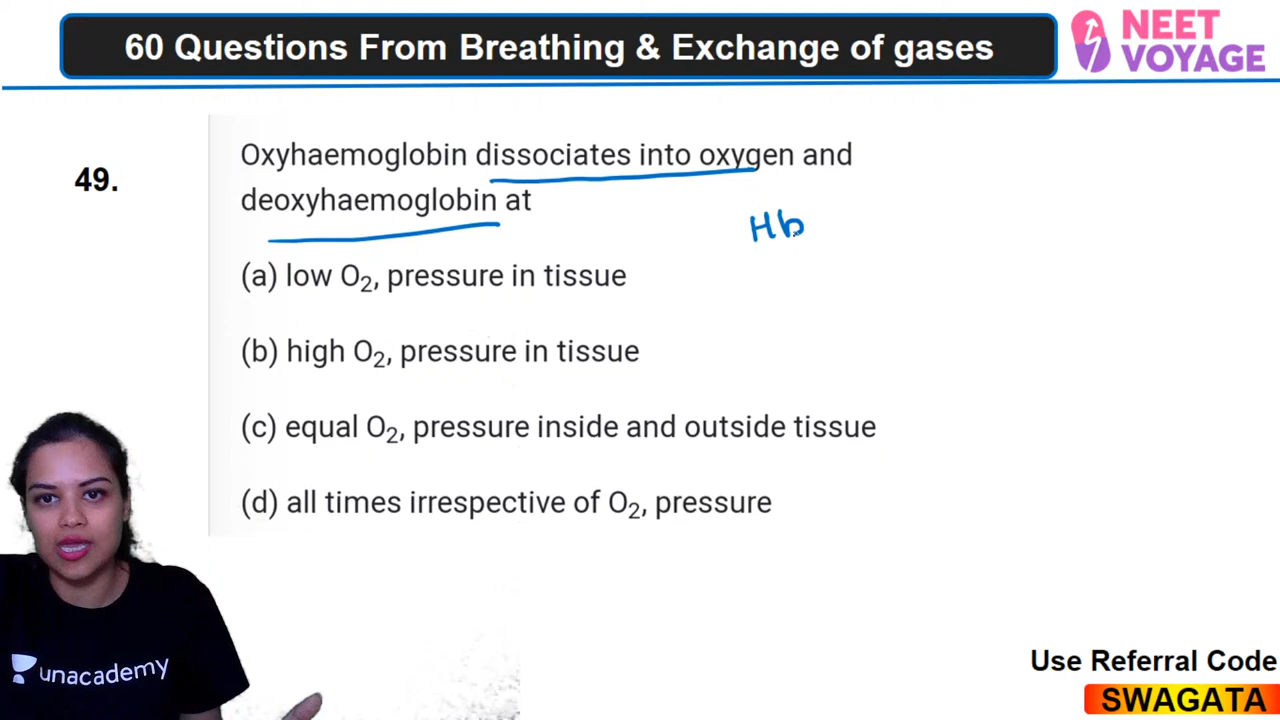 60 Questions From Breathing & Exchange of gases
NEET
VOYAGE
49.
Oxyhaemoglobin dissociates into oxygen and
deoxyhaemoglobin at
Hb
(a) low O₂, pressure in tissue
(b) high O₂, pressure in tissue
(c) equal O₂, pressure inside and outside tissue
(d) all times irrespective of O₂, pressure
unacademy
Use Referral Code
SWAGATA